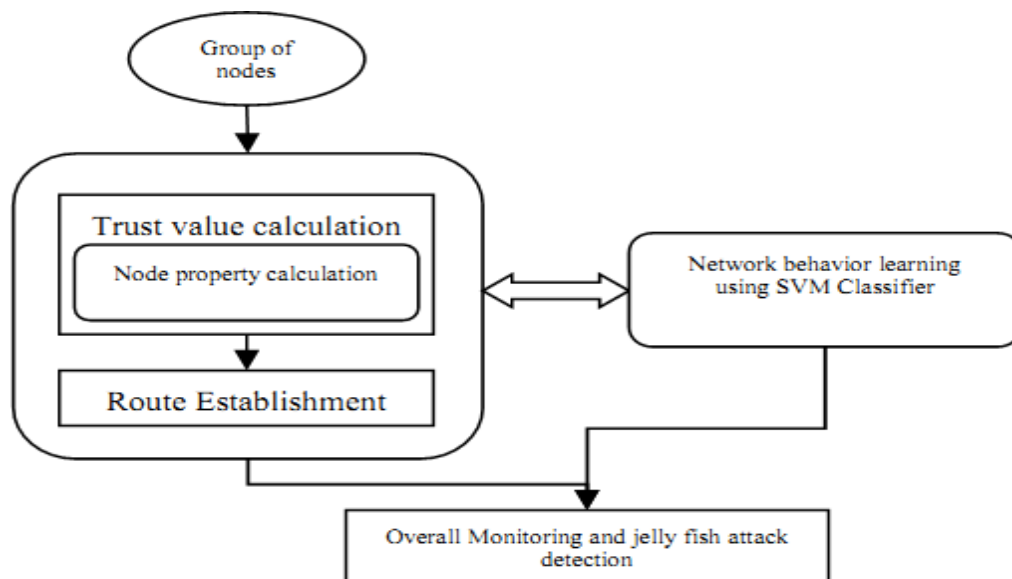 Group of
nodes
Trust value calculation
Node property calculation
Network behavior learning
using SVM Classifier
Route Establishment
Overall Monitoring and jelly fish attack
detection